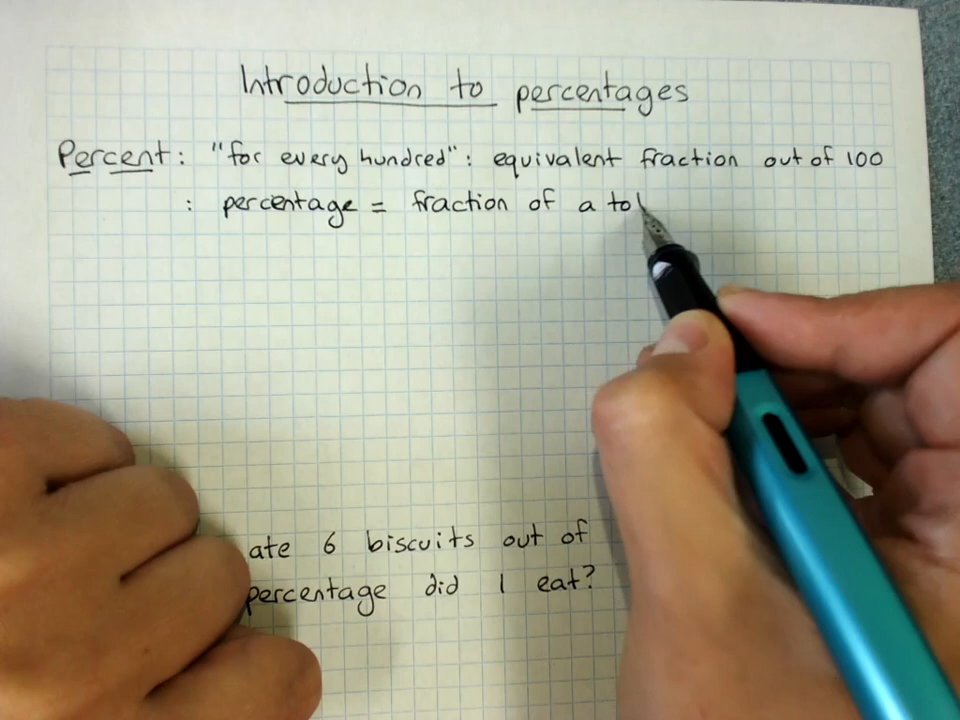 Introduction to percentages
Percent: "for every hundred": equivalent fraction out of 100
: percentage = fraction of a to
ate 6 biscuits out of
percentage did I eat?